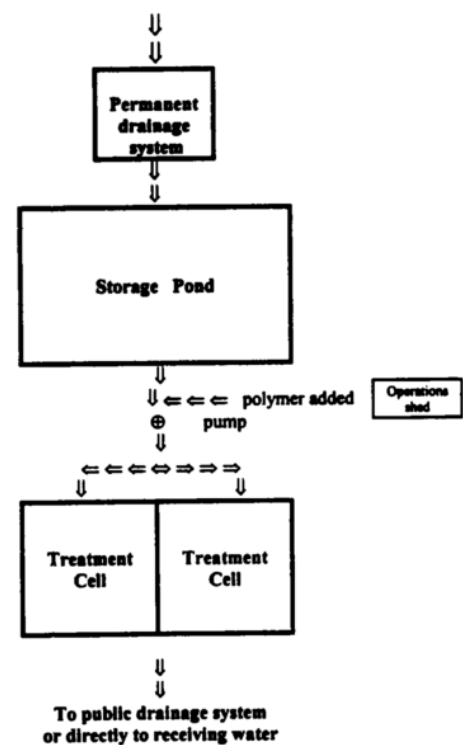 Permanent
drainage
system
Storage Pond
polymer added
Operations
shed
pump
Treatment
Cell
Treatment
Cell
To public drainage system
or directly to receiving water